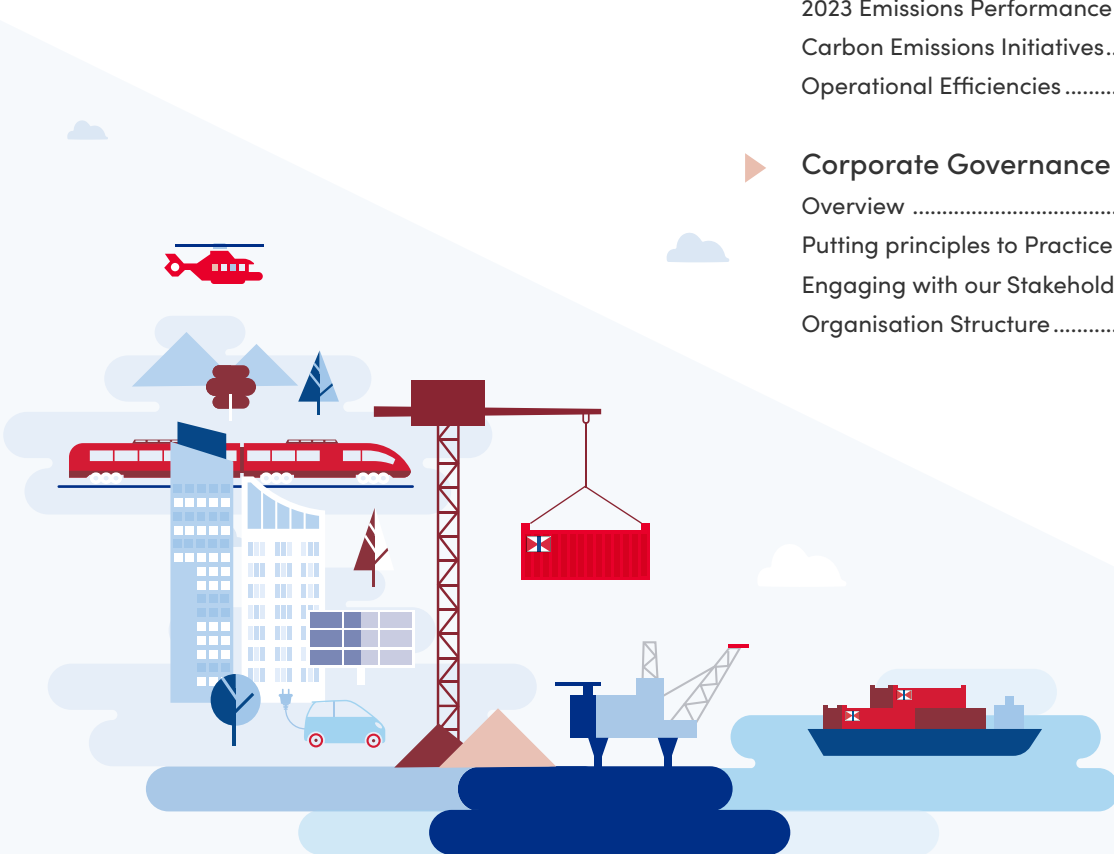 2023 Emissions Performance
Carbon Emissions Initiatives..
Operational Efficiencies.........
Corporate Governance
Overview ..................................
Putting principles to Practice
Engaging with our Stakehold
Organisation Structure..........